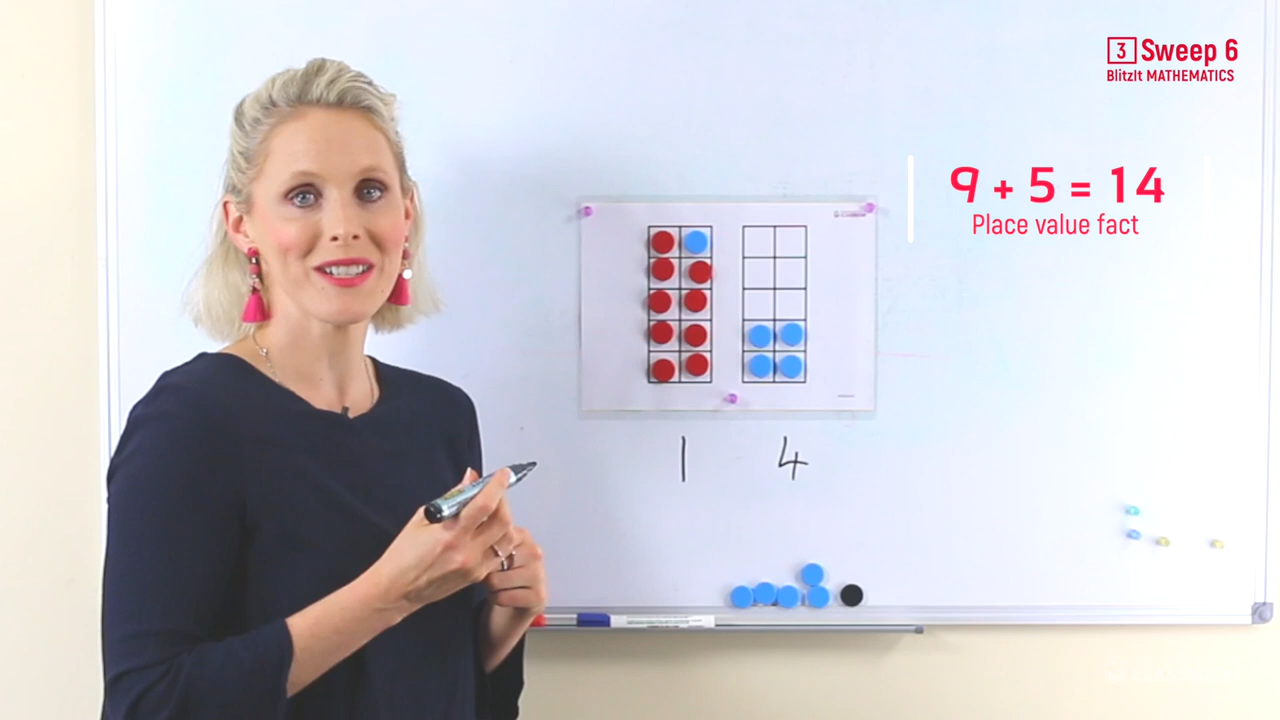 3 Sweep 6
BlitzIt MATHEMATICS
9 + 5 = 14
Place value fact
1 4